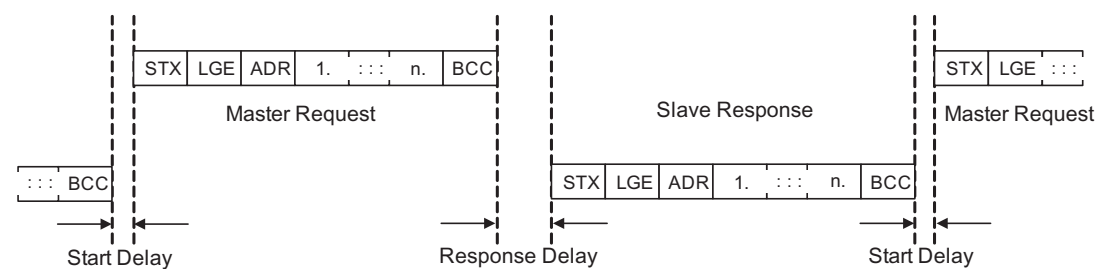 STX LGE ADR 1. ::: n. BCC
STX LGE :::
Master Request
Slave Response
Master Request
::: BCC
STX LGE ADR 1. ::: n. BCC
Start Delay
Response Delay
Start Delay